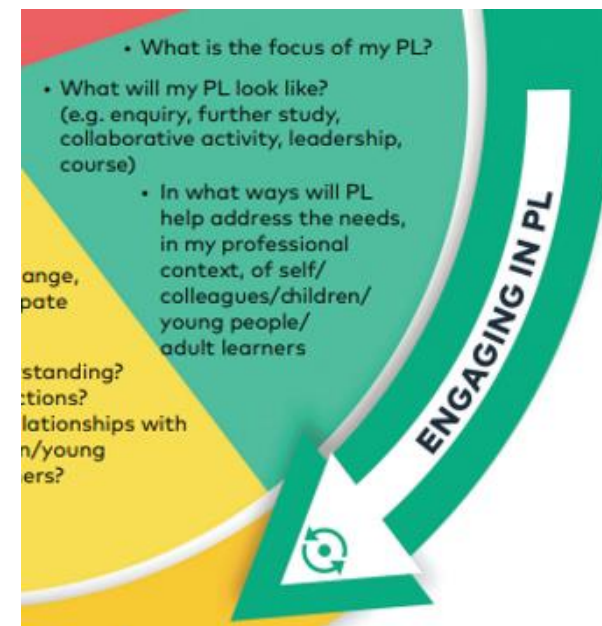 • What is the focus of my PL?
• What will my PL look like?
(e.g. enquiry, further study,
collaborative activity, leadership,
course)
• In what ways will PL
help address the needs,
in my professional
context, of self/
colleagues/children/
young people/
adult learners
ange,
pate
standing?
ctions?
lationships with
n/young
ers?
ENGAGING IN PL